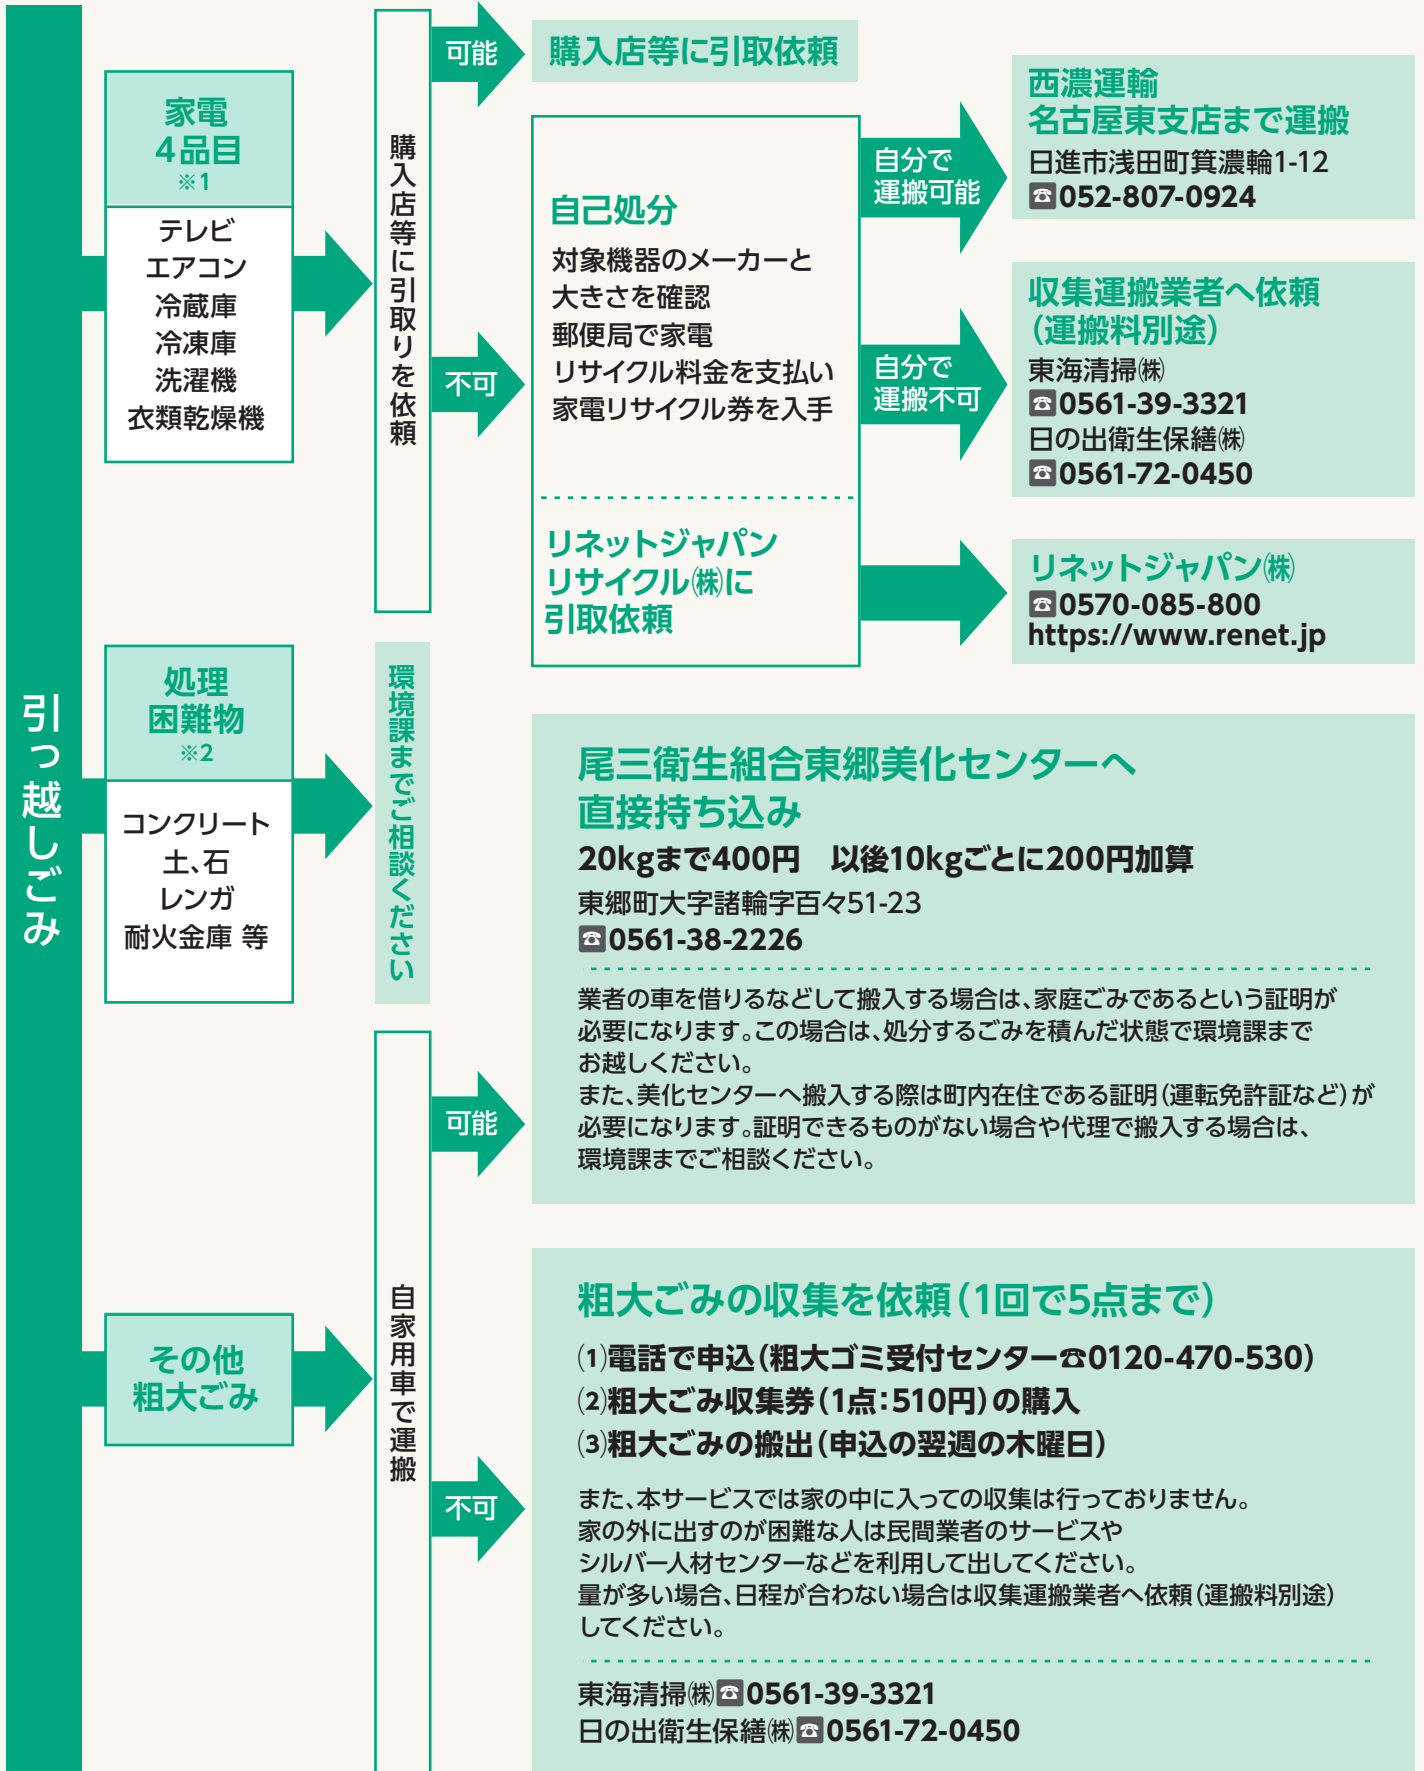 引っ越しごみ
家電
4品目
※1
テレビ
エアコン
冷蔵庫
冷凍庫
洗濯機
衣類乾燥機
購入店等に引取りを依頼
可能
購入店等に引取依頼
不可
自己処分
対象機器のメーカーと
大きさを確認
郵便局で家電
リサイクル料金を支払い
家電リサイクル券を入手
自分で
運搬可能
西濃運輸
名古屋東支店まで運搬
日進市浅田町箕濃輪1-12
☎052-807-0924
自分で
運搬不可
収集運搬業者へ依頼
（運搬料別途）
東海清掃㈱
☎0561-39-3321
日の出衛生保繕㈱
☎0561-72-0450
リネットジャパン
リサイクル㈱に
引取依頼
リネットジャパン㈱
☎0570-085-800
https://www.renet.jp
処理
困難物
※2
コンクリート
土、石
レンガ
耐火金庫 等
環境課までご相談ください
その他
粗大ごみ
自家用車で運搬
可能
尾三衛生組合東郷美化センターへ
直接持ち込み
20kgまで400円　以後10kgごとに200円加算
東郷町大字諸輪字百々51-23
☎0561-38-2226
業者の車を借りるなどして搬入する場合は、家庭ごみであるという証明が
必要になります。この場合は、処分するごみを積んだ状態で環境課まで
お越しください。
また、美化センターへ搬入する際は町内在住である証明（運転免許証など）が
必要になります。証明できるものがない場合や代理で搬入する場合は、
環境課までご相談ください。
不可
粗大ごみの収集を依頼（1回で5点まで）
⑴電話で申込（粗大ゴミ受付センター☎0120-470-530）
⑵粗大ごみ収集券（1点：510円）の購入
⑶粗大ごみの搬出（申込の翌週の木曜日）
また、本サービスでは家の中に入っての収集は行っておりません。
家の外に出すのが困難な人は民間業者のサービスや
シルバー人材センターなどを利用して出してください。
量が多い場合、日程が合わない場合は収集運搬業者へ依頼（運搬料別途）
してください。
東海清掃㈱☎0561-39-3321
日の出衛生保繕㈱☎0561-72-0450